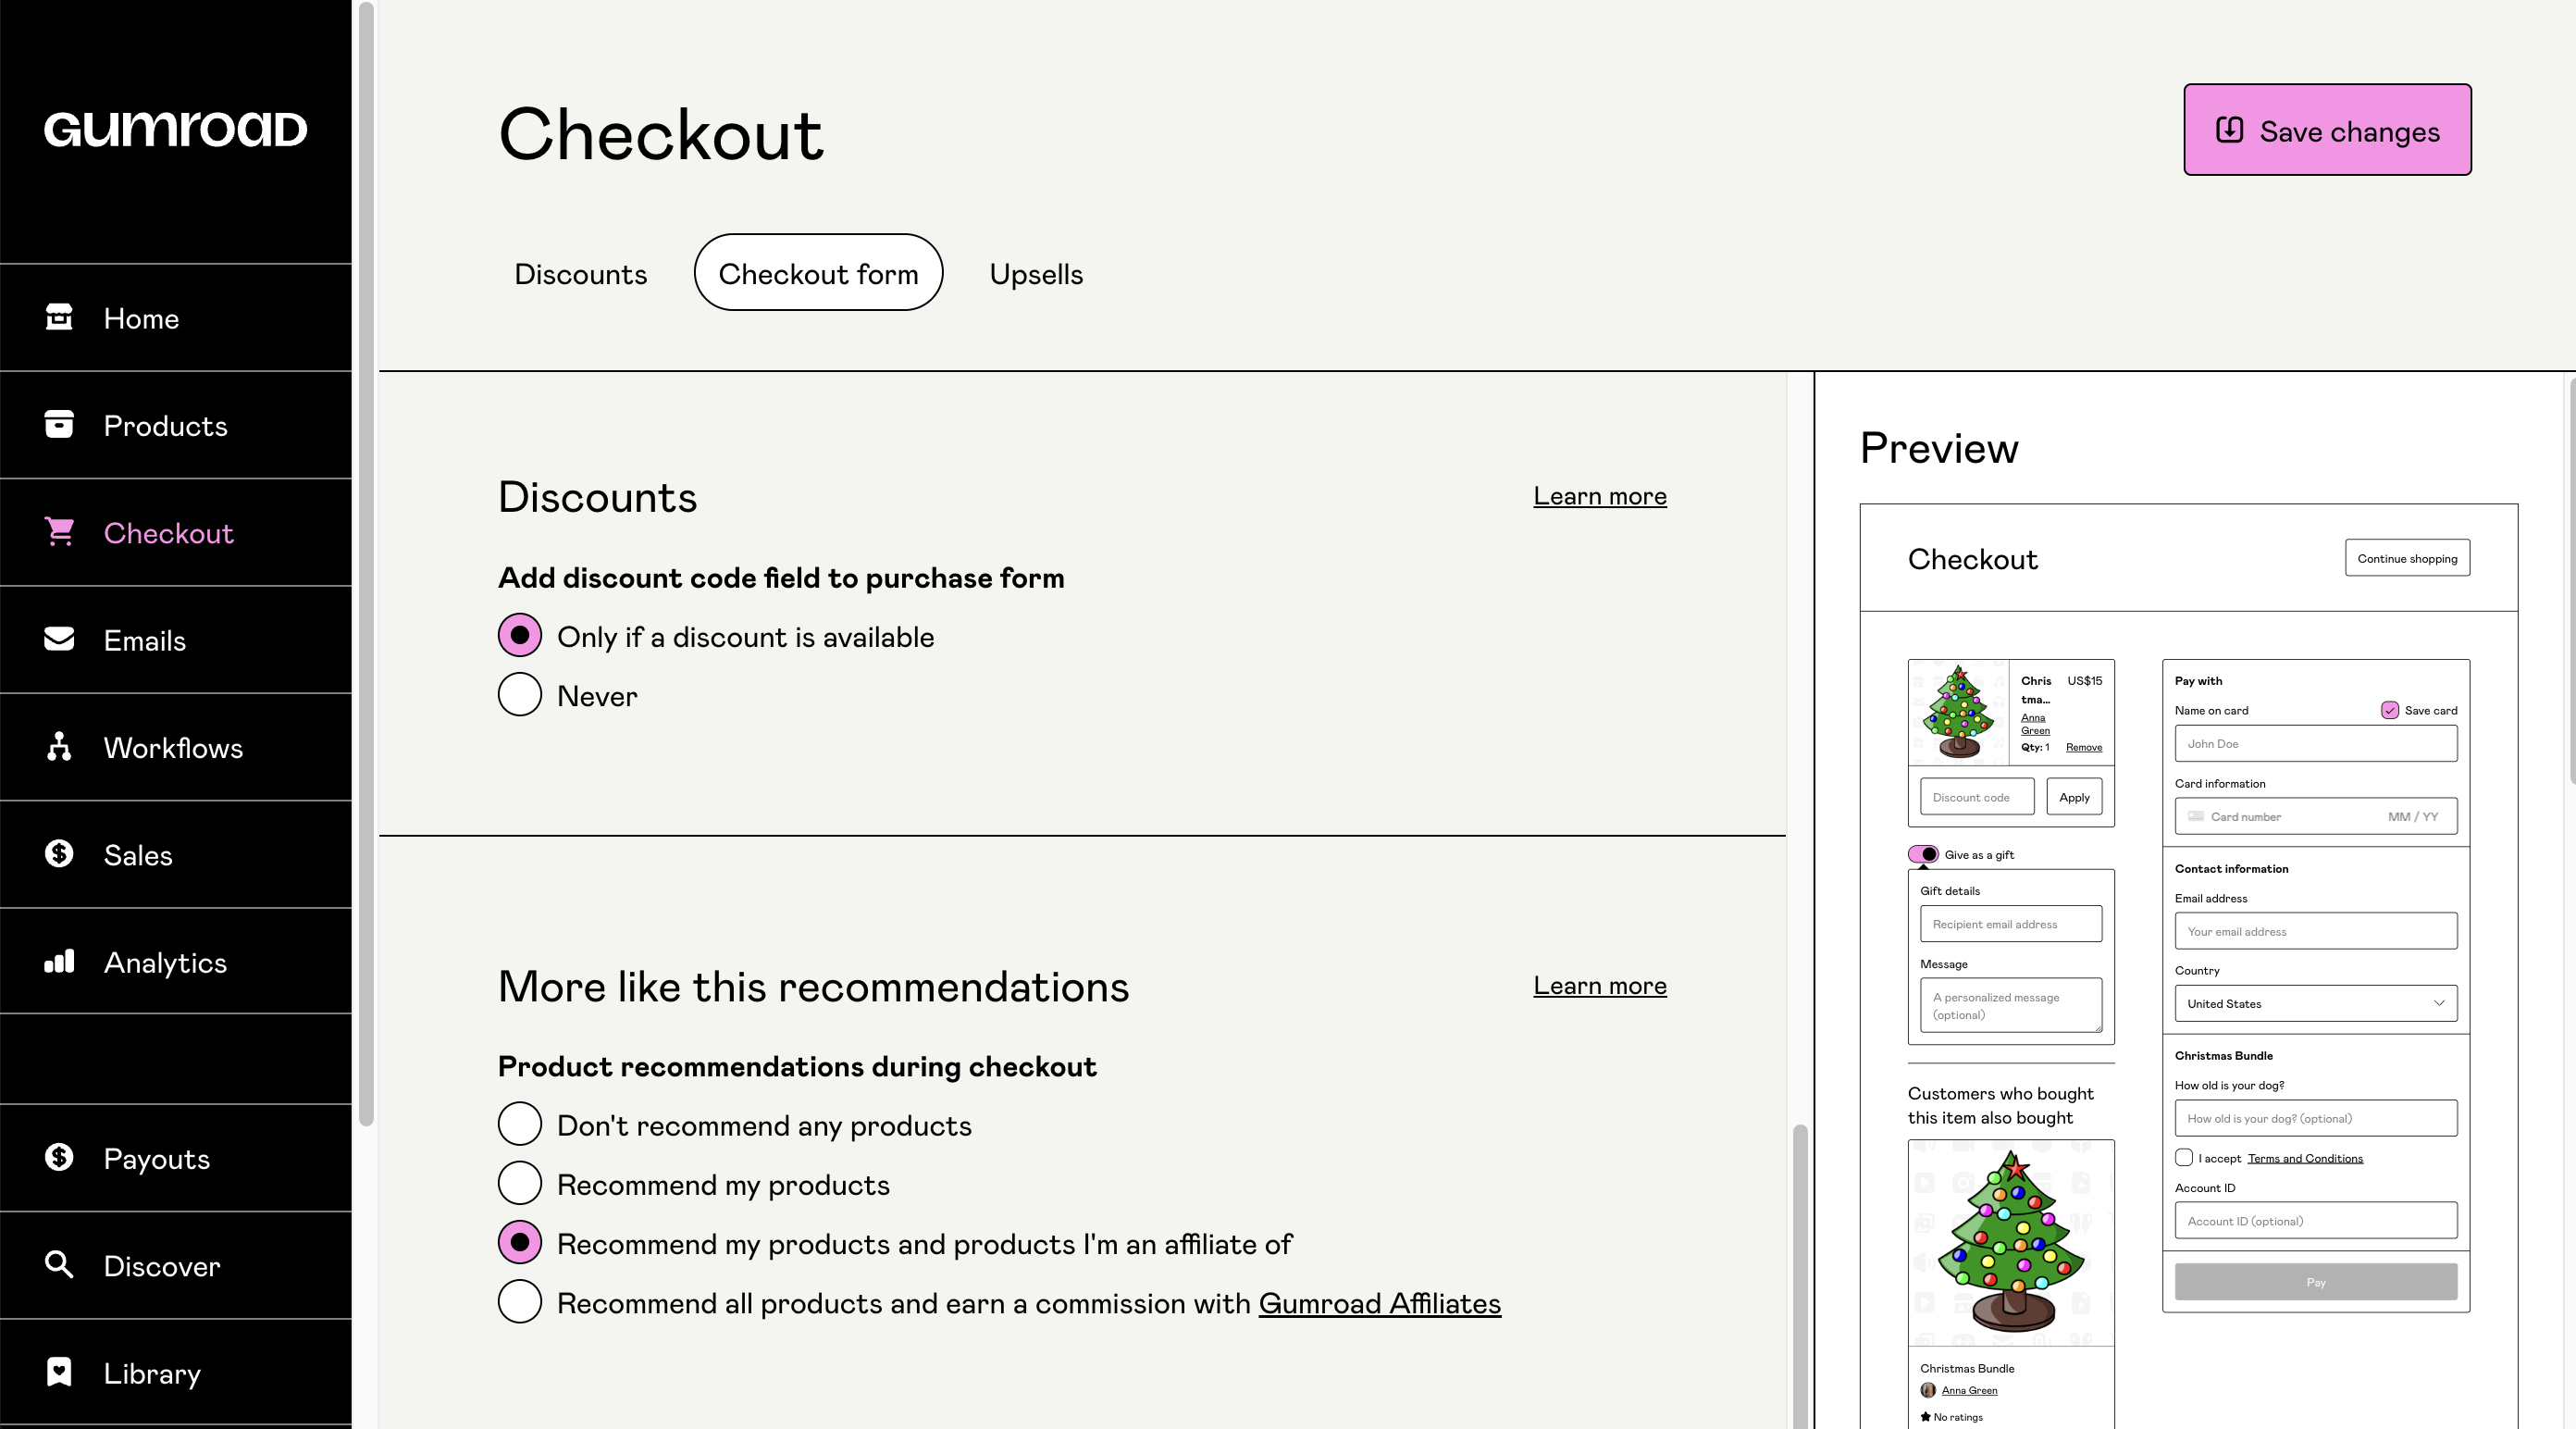 GUMROAD
Home
Products
Checkout
Emails
Workflows
Sales
Analytics
Payouts
Discover
Library
Checkout
Save changes
Discounts
Checkout form
Upsells
Discounts
Learn more
Add discount code field to purchase form
Only if a discount is available
Never
More like this recommendations
Learn more
Product recommendations during checkout
Don't recommend any products
Recommend my products
Recommend my products and products I'm an affiliate of
Recommend all products and earn a commission with Gumroad Affiliates
Preview
Checkout
Continue shopping
Chris
tma...
US$15
Anna
Green
Qty: 1
Remove
Discount code
Apply
Give as a gift
Gift details
Recipient email address
Message
A personalized message
(optional)
Customers who bought
this item also bought
Christmas Bundle
Anna Green
No ratings
Pay with
Name on card
Save card
John Doe
Card information
Card number
MM / YY
Contact information
Email address
Your email address
Country
United States
Christmas Bundle
How old is your dog?
How old is your dog? (optional)
I accept Terms and Conditions
Account ID
Account ID (optional)
Pay